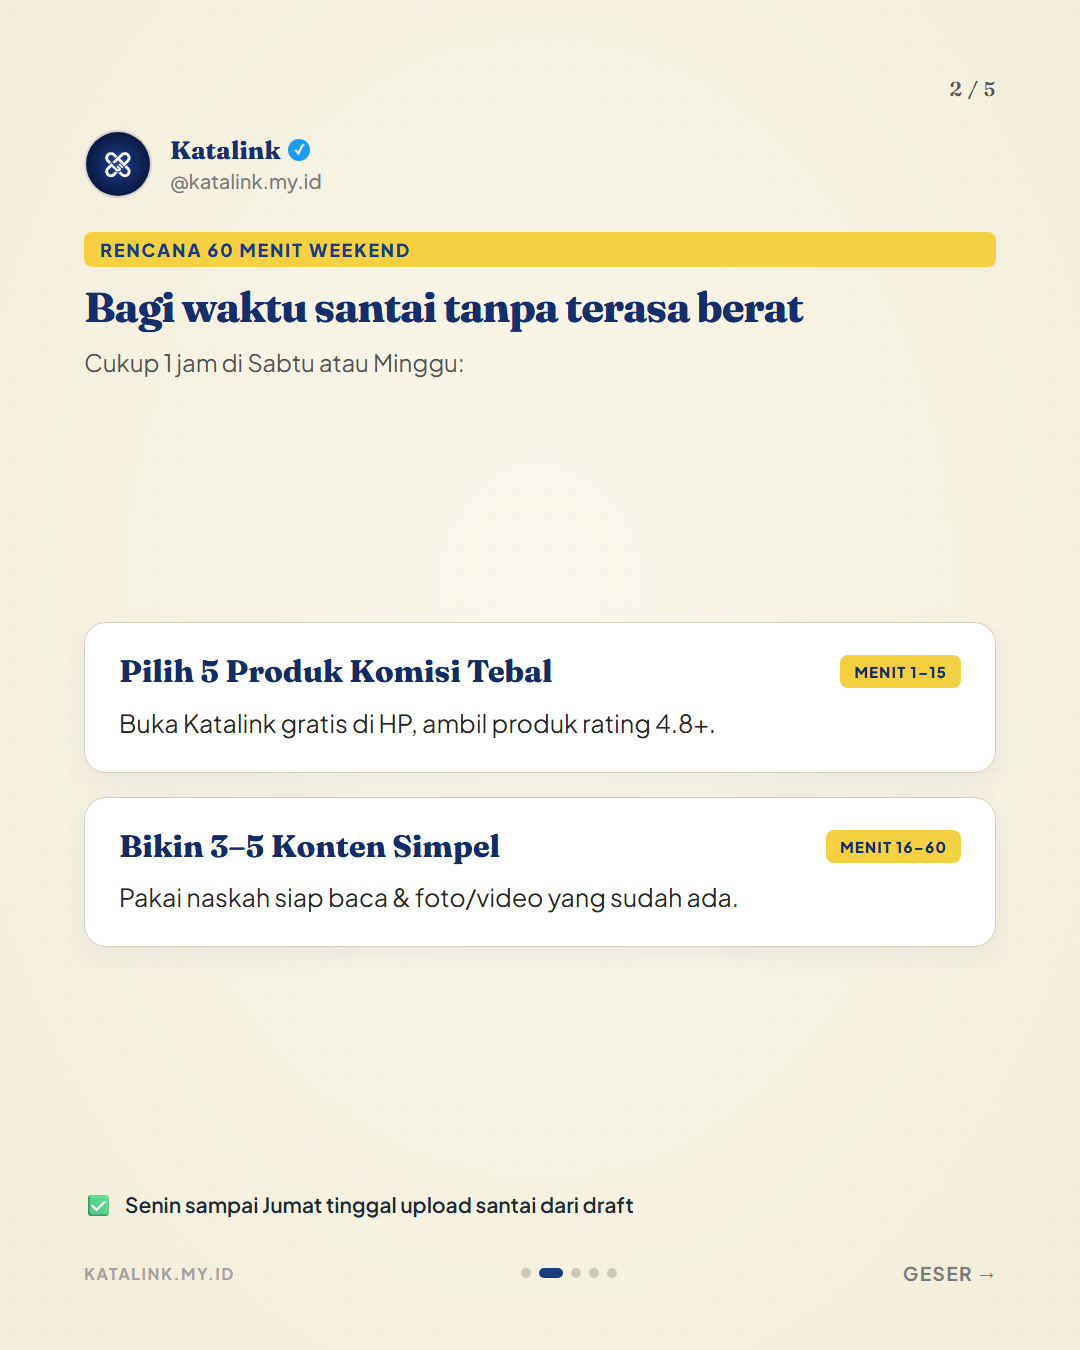 2 / 5
Katalink
@katalink.my.id
RENCANA 60 MENIT WEEKEND
Bagi waktu santai tanpa terasa berat
Cukup 1 jam di Sabtu atau Minggu:
Pilih 5 Produk Komisi Tebal
MENIT 1–15
Buka Katalink gratis di HP, ambil produk rating 4.8+.
Bikin 3–5 Konten Simpel
MENIT 16–60
Pakai naskah siap baca & foto/video yang sudah ada.
✅ Senin sampai Jumat tinggal upload santai dari draft
KATALINK.MY.ID
GESER →